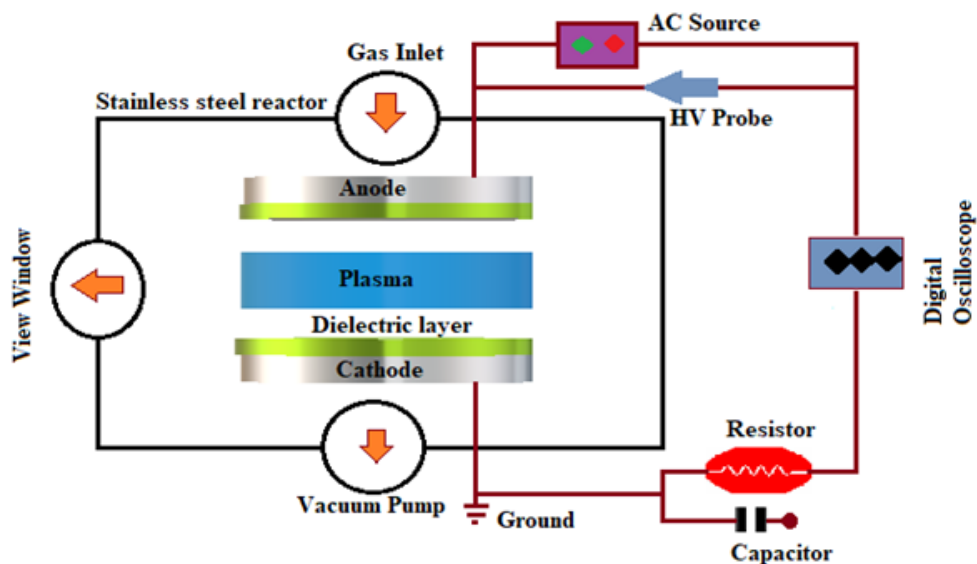 AC Source
Gas Inlet
Stainless steel reactor
HV Probe
Anode
View Window
Plasma
Digital
Oscilloscope
Dielectric layer
Cathode
Resistor
Vacuum Pump
Ground
Capacitor